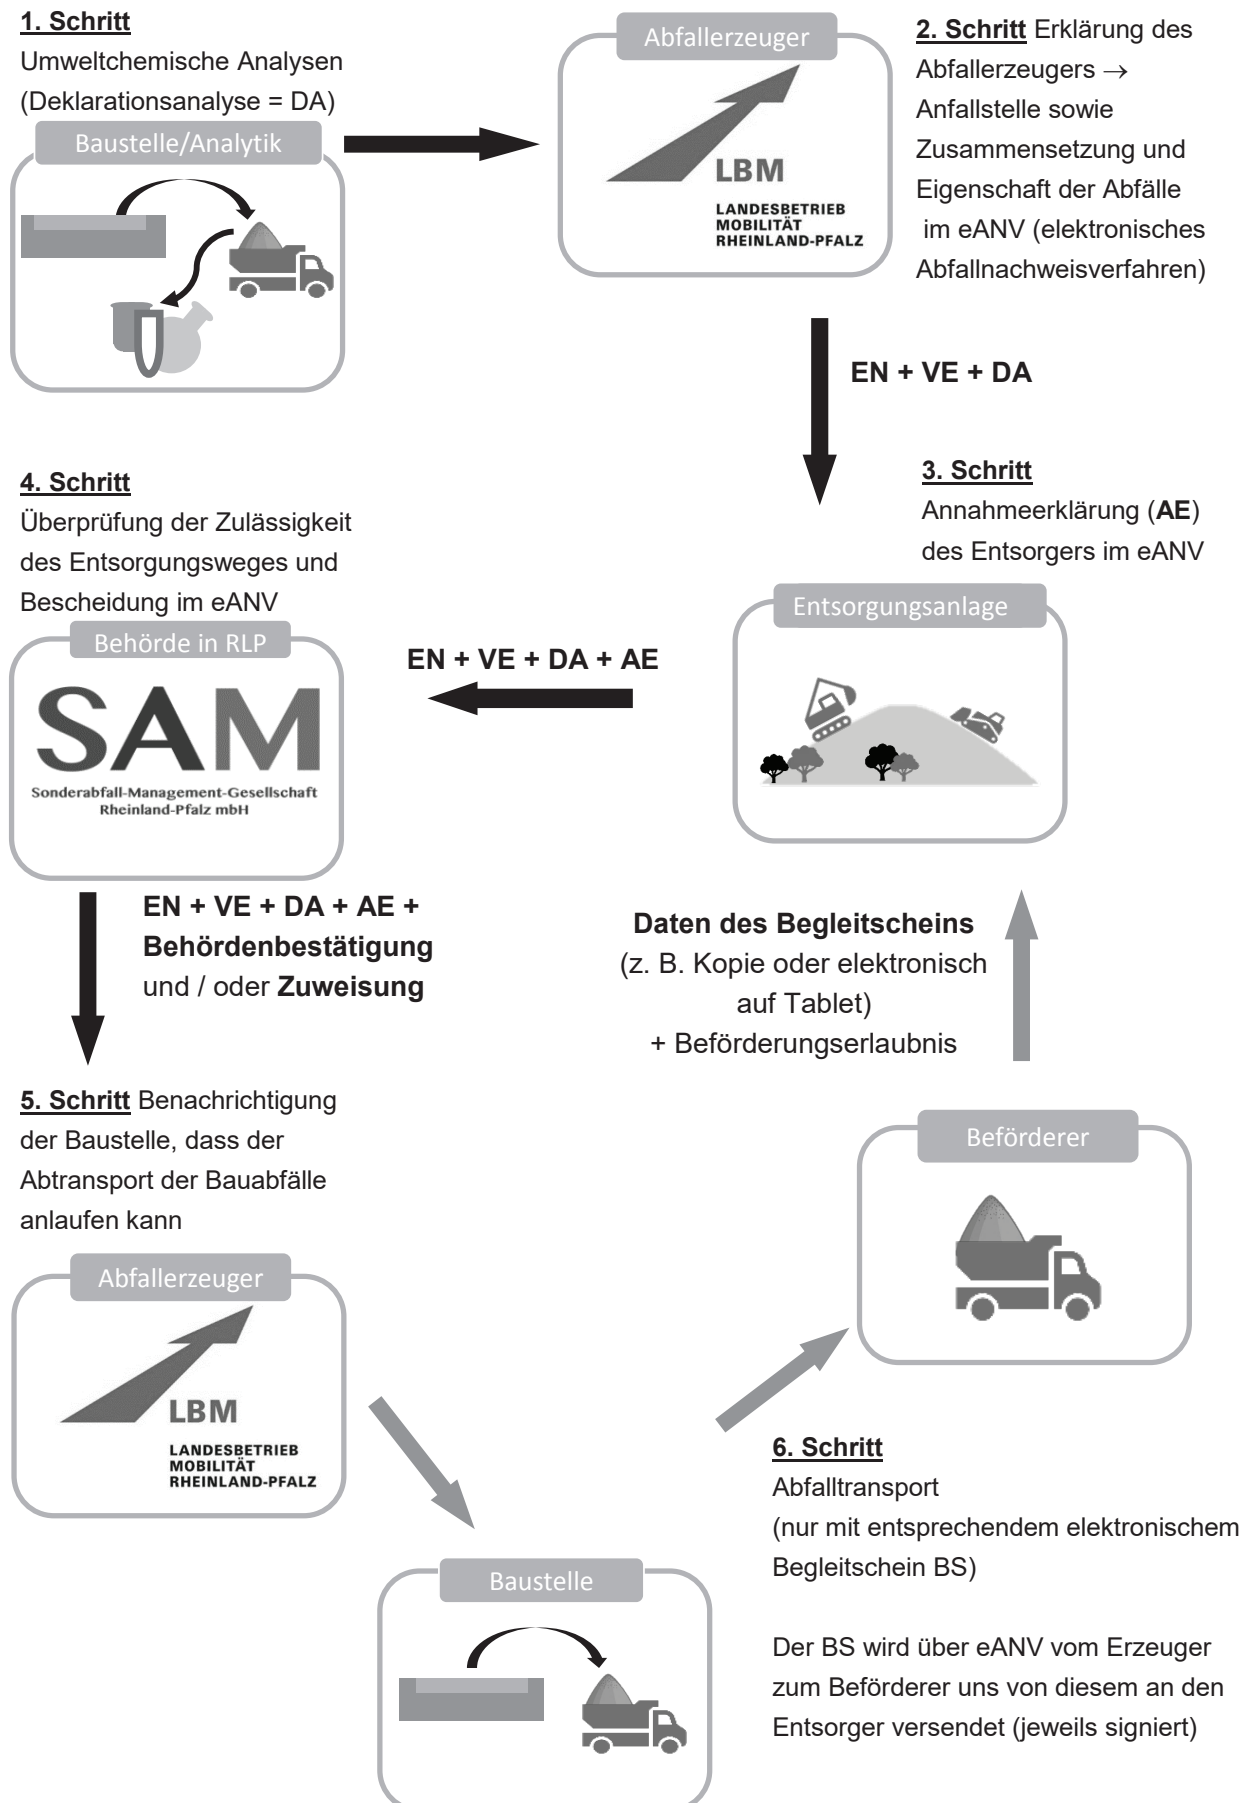 1. Schritt
Umweltchemische Analysen
(Deklarationsanalyse = DA)
Baustelle/Analytik
Abfallerzeuger
LBM
LANDESBETRIEB
MOBILITÄT
RHEINLAND-PFALZ
2. Schritt Erklärung des
Abfallerzeugers →
Anfallstelle sowie
Zusammensetzung und
Eigenschaft der Abfälle
im eANV (elektronisches
Abfallnachweisverfahren)
EN + VE + DA
3. Schritt
Annahmeerklärung (AE)
des Entsorgers im eANV
Entsorgungsanlage
EN + VE + DA + AE
4. Schritt
Überprüfung der Zulässigkeit
des Entsorgungsweges und
Bescheidung im eANV
Behörde in RLP
SAM
Sonderabfall-Management-Gesellschaft
Rheinland-Pfalz mbH
EN + VE + DA + AE +
Behördenbestätigung
und / oder Zuweisung
Daten des Begleitscheins
(z. B. Kopie oder elektronisch
auf Tablet)
+ Beförderungserlaubnis
5. Schritt Benachrichtigung
der Baustelle, dass der
Abtransport der Bauabfälle
anlaufen kann
Abfallerzeuger
LBM
LANDESBETRIEB
MOBILITÄT
RHEINLAND-PFALZ
Baustelle
Beförderer
6. Schritt
Abfalltransport
(nur mit entsprechendem elektronischem
Begleitschein BS)
Der BS wird über eANV vom Erzeuger
zum Beförderer uns von diesem an den
Entsorger versendet (jeweils signiert)